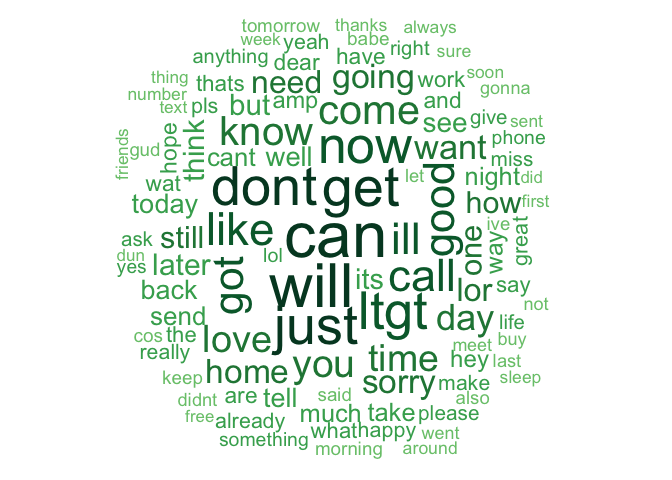 tomorrow thanks always
week yeah babe right sure
anything dear have
thing thats need going work soon
number pls but amp come and give gonna
text know see sent
friends gud hope think cant well now want phone
wat dont get let miss night did
today like can ill good how first
ask still lol one way ive great
dun yes later got will its call lor say not
back just ltgt day life
send cos the love you time meet buy
really home sorry hey last
keep are tell said make sleep
didnt much take please also
free already whathappy went
something morning around